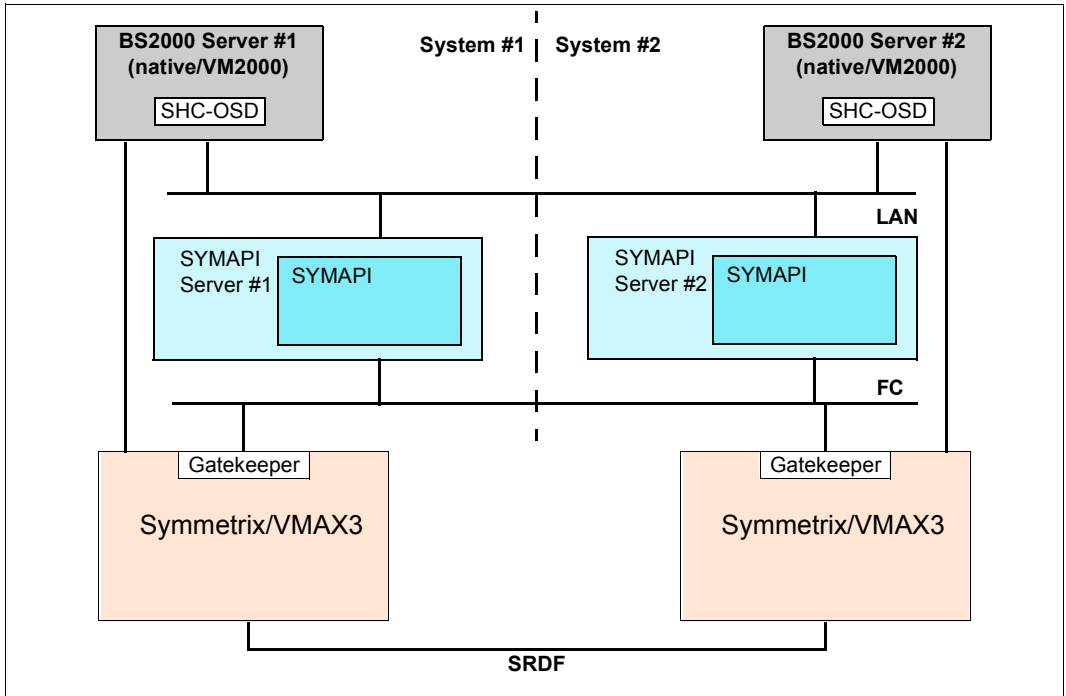 BS2000 Server #1
(native/VM2000)
SHC-OSD
System #1
System #2
BS2000 Server #2
(native/VM2000)
SHC-OSD
LAN
SYMAPI
Server #1
SYMAPI
SYMAPI
Server #2
SYMAPI
FC
Gatekeeper
Symmetrix/VMAX3
Gatekeeper
Symmetrix/VMAX3
SRDF